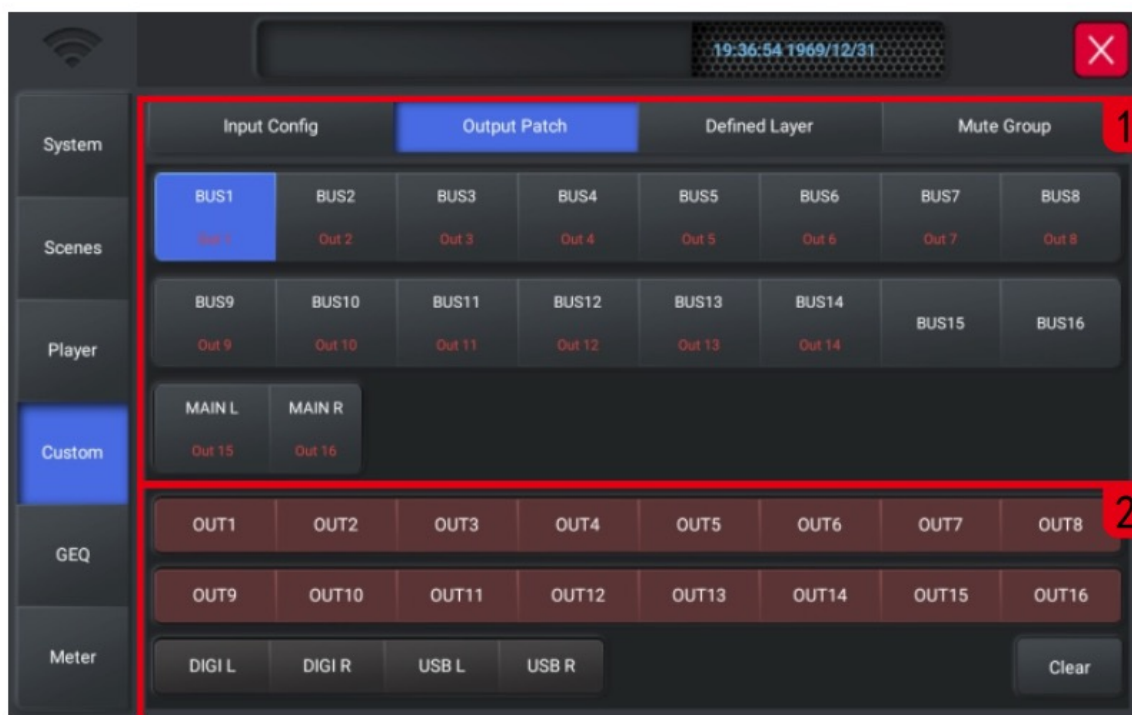 19:36:54 1969/12/31
Input Config Output Patch Defined Layer Mute Group 1
System
BUS1 BUS2 BUS3 BUS4 BUS5 BUS6 BUS7 BUS8
Out 1 Out 2 Out 3 Out 4 Out 5 Out 6 Out 7 Out 8
Scenes
BUS9 BUS10 BUS11 BUS12 BUS13 BUS14 BUS15 BUS16
Out 9 Out 10 Out 11 Out 12 Out 13 Out 14
Player
MAIN L MAIN R
Out 15 Out 16
Custom
OUT1 OUT2 OUT3 OUT4 OUT5 OUT6 OUT7 OUT8 2
GEQ
OUT9 OUT10 OUT11 OUT12 OUT13 OUT14 OUT15 OUT16
Meter
DIGI L DIGI R USB L USB R Clear